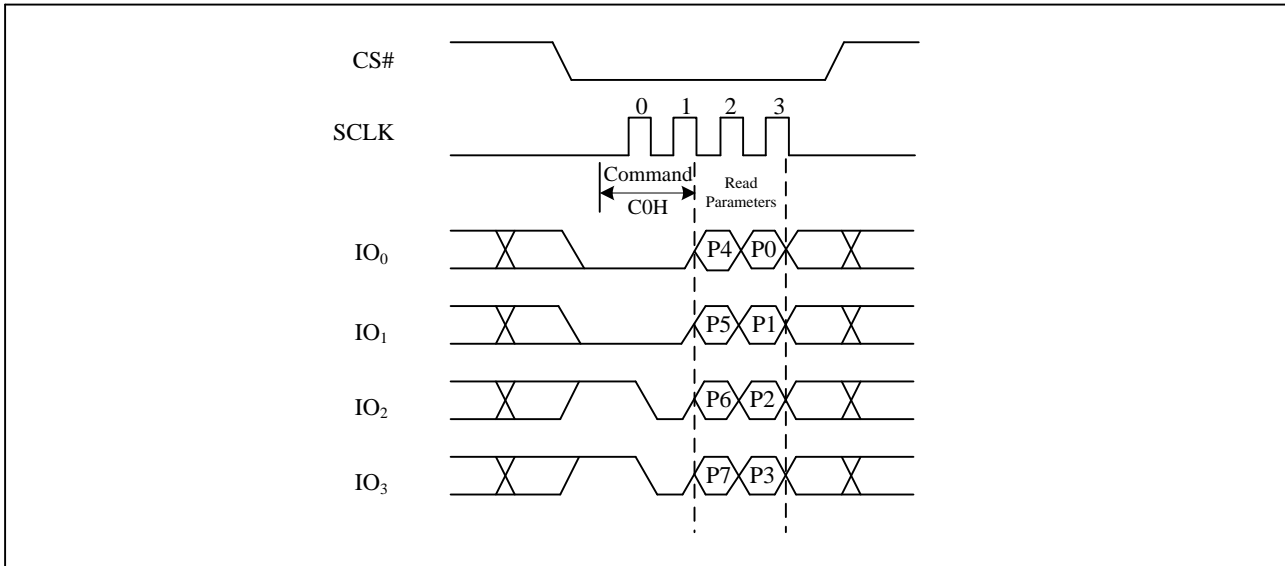 CS#
0 1 2 3
SCLK
Command
C0H
Read
Parameters
IO₀ P4 P0
IO₁ P5 P1
IO₂ P6 P2
IO₃ P7 P3